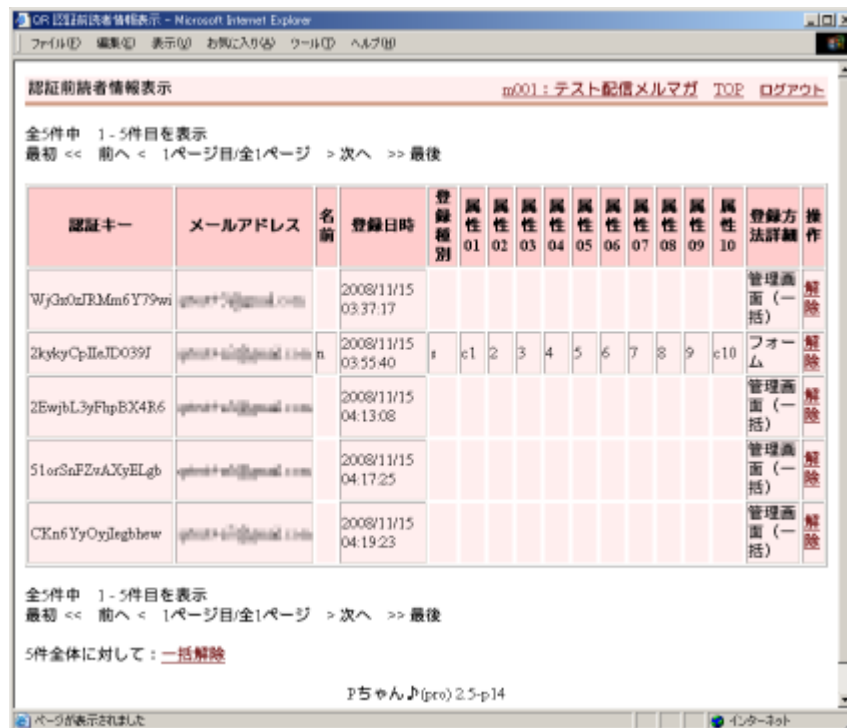 QR 認証前読者情報表示 - Microsoft Internet Explorer
ファイル(F) 編集(E) 表示(V) お気に入り(A) ツール(T) ヘルプ(H)
認証前読者情報表示 m001：テスト配信メルマガ TOP ログアウト
全5件中 1 - 5件目を表示
最初 << 前へ < 1ページ目/全1ページ > 次へ >> 最後
認証キー メールアドレス 名前 登録日時 登録種別 属性01 属性02 属性03 属性04 属性05 属性06 属性07 属性08 属性09 属性10 登録方法詳細 操作
WjGx0zJRMm6Y79wi 2008/11/15 03:37:17 管理画面（一括） 解除
2kykyCpIIeJDO39J n 2008/11/15 03:55:40 s c1 2 3 4 5 6 7 8 9 c10 フォーム 解除
2EwjbL3yFhpBX4R6 2008/11/15 04:13:08 管理画面（一括） 解除
51orSnFZvAXyELgb 2008/11/15 04:17:25 管理画面（一括） 解除
CKn6YyOyjIegbhew 2008/11/15 04:19:23 管理画面（一括） 解除
全5件中 1 - 5件目を表示
最初 << 前へ < 1ページ目/全1ページ > 次へ >> 最後
5件全体に対して：一括解除
Pちゃん♪(pro) 2.5-p14
ページが表示されました インターネット